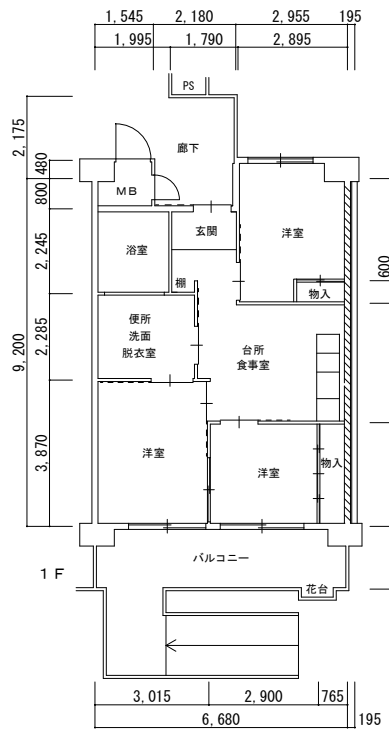 1,545 2,180 2,955 195
1,995 1,790 2,895
PS
廊下
2,175
480
MB
800
玄関
洋室
浴室
2,245
600
棚
物入
便所
洗面
脱衣室
台所
食事室
2,285
9,200
3,870
洋室
洋室
物入
バルコニー
1F
花台
3,015 2,900 765
6,680 195